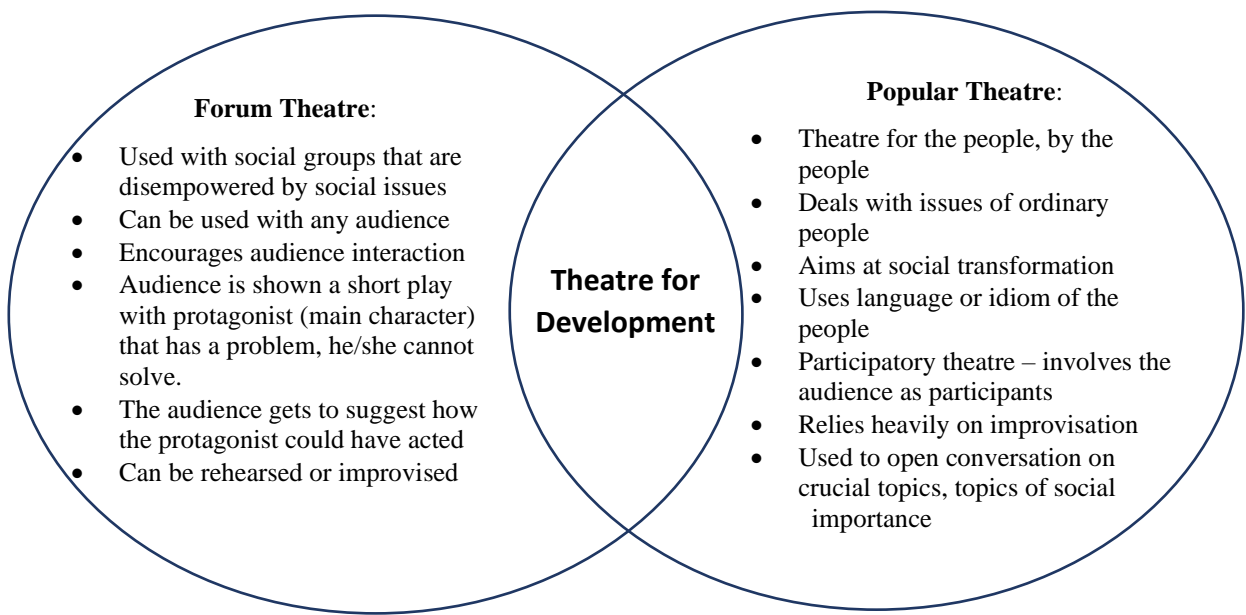 Forum Theatre:
• Used with social groups that are
disempowered by social issues
• Can be used with any audience
• Encourages audience interaction
• Audience is shown a short play
with protagonist (main character)
that has a problem, he/she cannot
solve.
• The audience gets to suggest how
the protagonist could have acted
• Can be rehearsed or improvised
Theatre for
Development
Popular Theatre:
• Theatre for the people, by the
people
• Deals with issues of ordinary
people
• Aims at social transformation
• Uses language or idiom of the
people
• Participatory theatre – involves the
audience as participants
• Relies heavily on improvisation
• Used to open conversation on
crucial topics, topics of social
importance